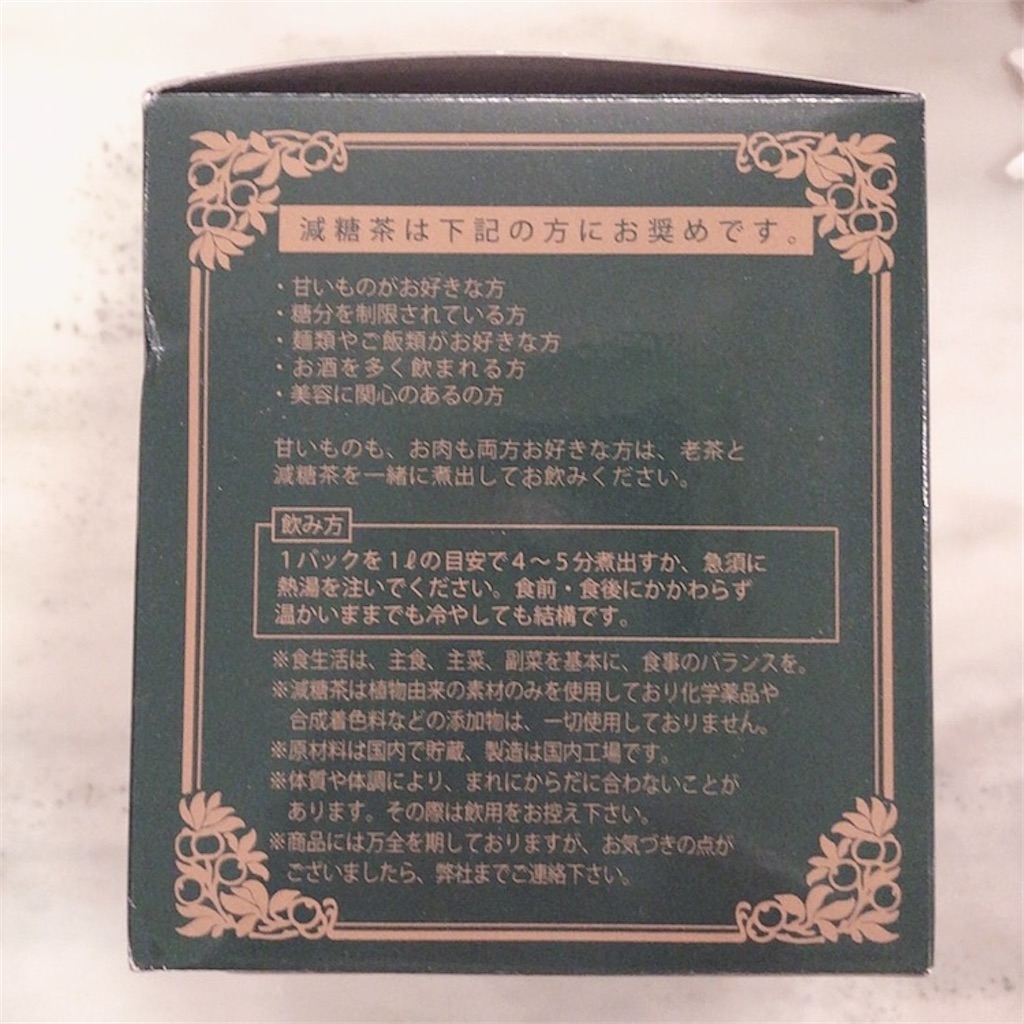 減糖茶は下記の方にお奨めです。
・甘いものがお好きな方
・糖分を制限されている方
・麺類やご飯類がお好きな方
・お酒を多く飲まれる方
・美容に関心のあるの方
甘いものも、お肉も両方お好きな方は、老茶と
減糖茶を一緒に煮出してお飲みください。
飲み方
1パックを1ℓの目安で4〜5分煮出すか、急須に
熱湯を注いでください。食前・食後にかかわらず
温かいままでも冷やしても結構です。
※食生活は、主食、主菜、副菜を基本に、食事のバランスを。
※減糖茶は植物由来の素材のみを使用しており化学薬品や
合成着色料などの添加物は、一切使用しておりません。
※原材料は国内で貯蔵、製造は国内工場です。
※体質や体調により、まれにからだに合わないことが
あります。その際は飲用をお控え下さい。
※商品には万全を期しておりますが、お気づきの点が
ございましたら、弊社までご連絡下さい。